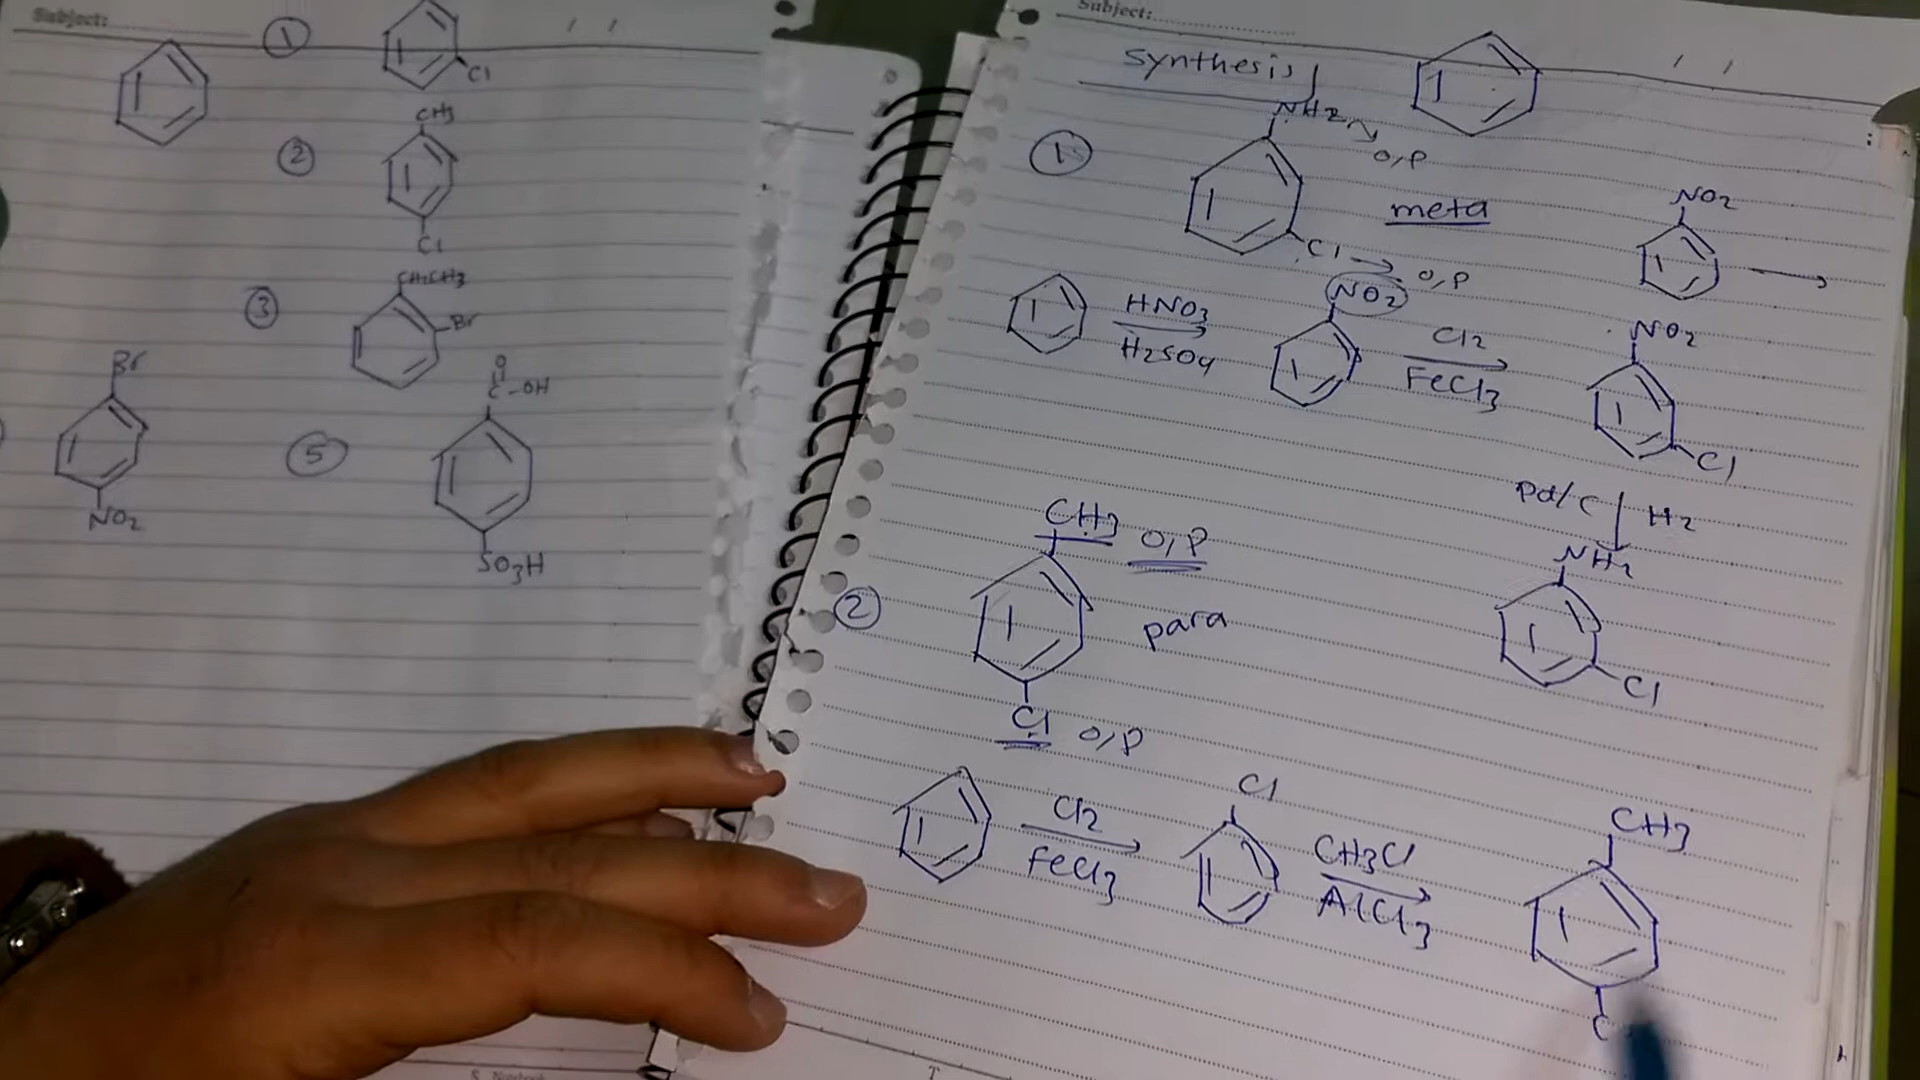 Subject:
1
Cl
CH3
2
Cl
CH2CH3
3
Br
Br
NO2
O
C-OH
5
SO3H
Subject:
synthesis
NH2
O,P
1
meta
Cl → O,P
NO2
HNO3
H2SO4
NO2
Cl2
FeCl3
NO2
Cl
Pd/C H2
NH2
Cl
CH3 O,P
2
para
Cl O,P
Cl2
FeCl3
Cl
CH3Cl
AlCl3
CH3
C